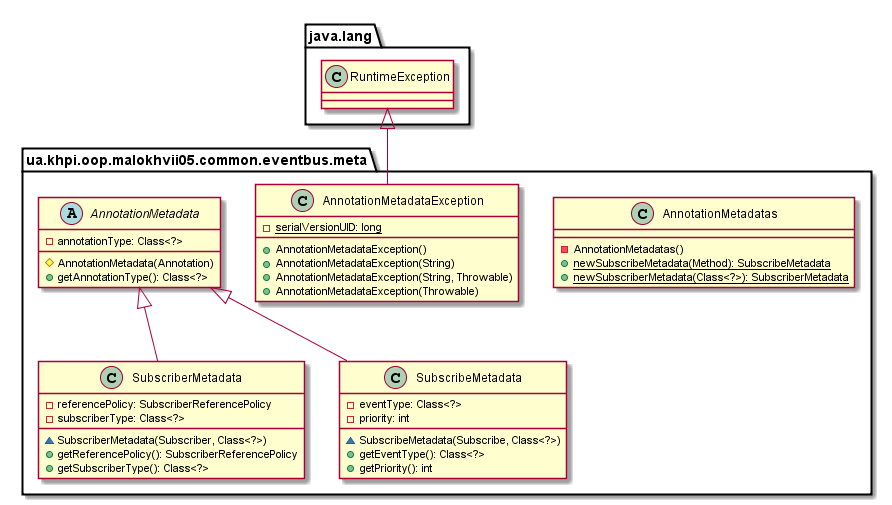 java.lang
C RuntimeException
ua.khpi.oop.malokhvii05.common.eventbus.meta
A AnnotationMetadata
annotationType: Class<?>
AnnotationMetadata(Annotation)
getAnnotationType(): Class<?>
C AnnotationMetadataException
serialVersionUID: long
AnnotationMetadataException()
AnnotationMetadataException(String)
AnnotationMetadataException(String, Throwable)
AnnotationMetadataException(Throwable)
C AnnotationMetadatas
AnnotationMetadatas()
newSubscribeMetadata(Method): SubscribeMetadata
newSubscriberMetadata(Class<?>): SubscriberMetadata
C SubscriberMetadata
referencePolicy: SubscriberReferencePolicy
subscriberType: Class<?>
SubscriberMetadata(Subscriber, Class<?>)
getReferencePolicy(): SubscriberReferencePolicy
getSubscriberType(): Class<?>
C SubscribeMetadata
eventType: Class<?>
priority: int
SubscribeMetadata(Subscribe, Class<?>)
getEventType(): Class<?>
getPriority(): int